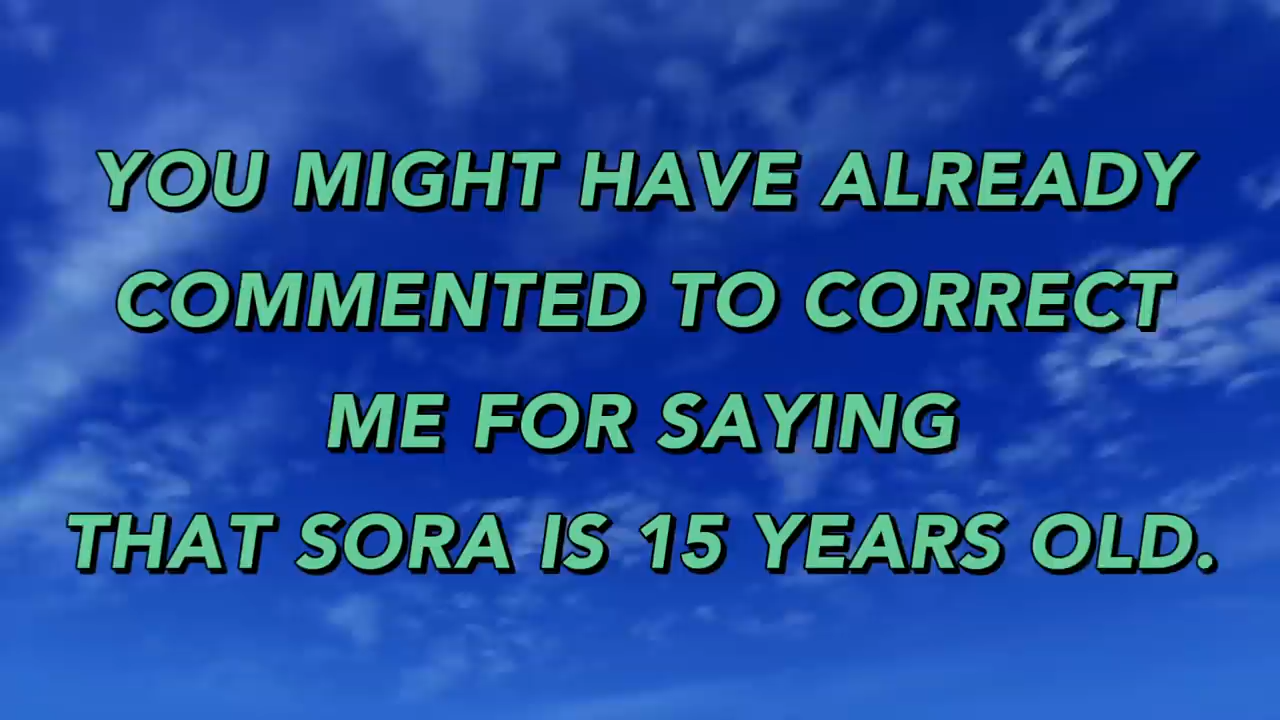 YOU MIGHT HAVE ALREADY
COMMENTED TO CORRECT
ME FOR SAYING
THAT SORA IS 15 YEARS OLD.